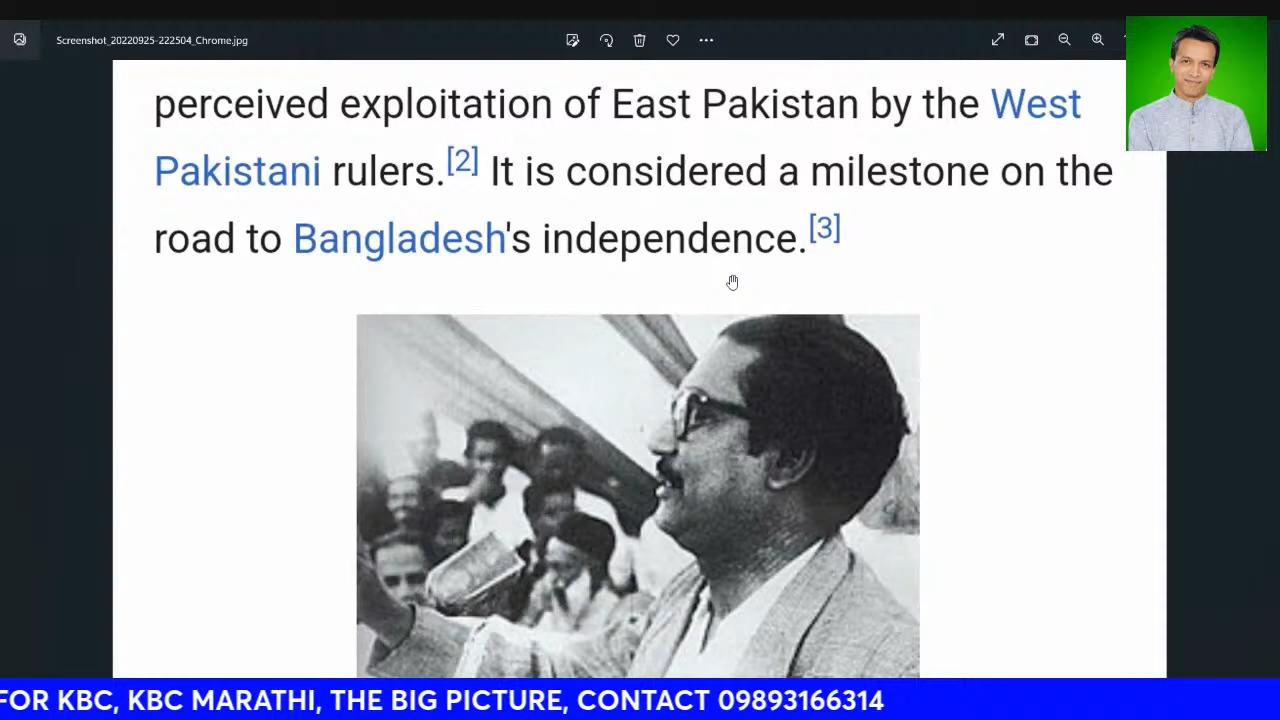 Screenshot_20220925-222504_Chrome.jpg
perceived exploitation of East Pakistan by the West
Pakistani rulers.[2] It is considered a milestone on the
road to Bangladesh's independence.[3]
FOR KBC, KBC MARATHI, THE BIG PICTURE, CONTACT 09893166314